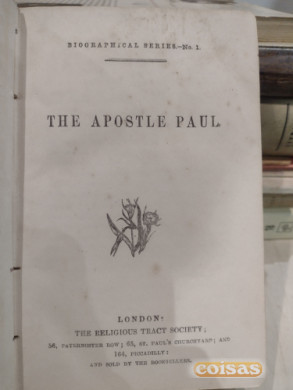 BIOGRAPHICAL SERIES.—No. 1.
THE APOSTLE PAUL.
LONDON:
THE RELIGIOUS TRACT SOCIETY;
56, PATERNOSTER ROW; 65, ST. PAUL'S CHURCHYARD; AND
164, PICCADILLY:
AND SOLD BY THE BOOKSELLERS.
coisas